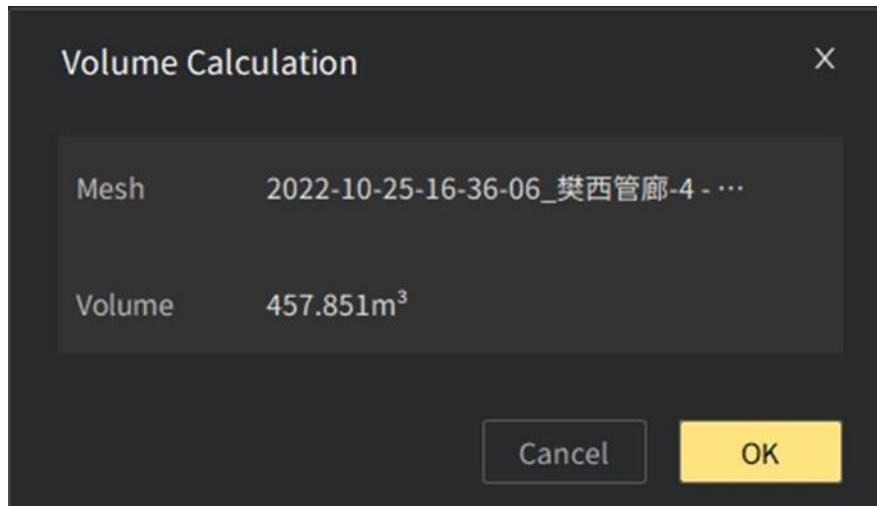 Volume Calculation X
Mesh 2022-10-25-16-36-06_樊西管廊-4 - ⋯
Volume 457.851m³
Cancel OK